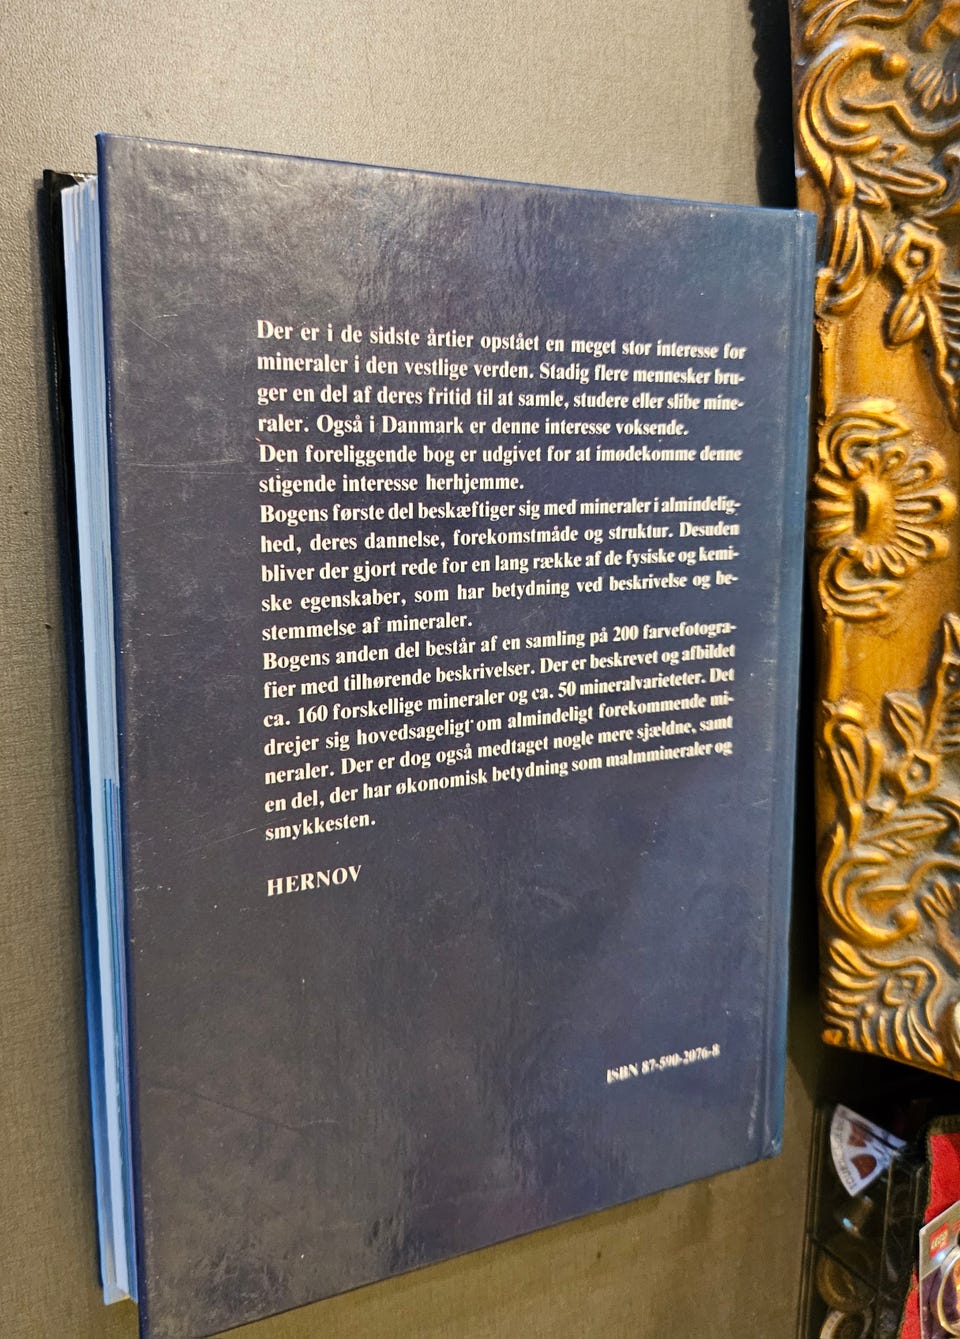 Der er i de sidste årtier opstået en meget stor interesse for
mineraler i den vestlige verden. Stadig flere mennesker bru-
ger en del af deres fritid til at samle, studere eller slibe mine-
raler. Også i Danmark er denne interesse voksende.
Den foreliggende bog er udgivet for at imødekomme denne
stigende interesse herhjemme.
Bogens første del beskæftiger sig med mineraler i almindelig-
hed, deres dannelse, forekomstmåde og struktur. Desuden
bliver der gjort rede for en lang række af de fysiske og kemi-
ske egenskaber, som har betydning ved beskrivelse og be-
stemmelse af mineraler.
Bogens anden del består af en samling på 200 farvefotogra-
fier med tilhørende beskrivelser. Der er beskrevet og afbildet
ca. 160 forskellige mineraler og ca. 50 mineralvarieteter. Det
drejer sig hovedsageligt om almindeligt forekommende mi-
neraler. Der er dog også medtaget nogle mere sjældne, samt
en del, der har økonomisk betydning som malmmineraler og
smykkesten.
HERNOV
ISBN 87-590-2076-8
LEGO